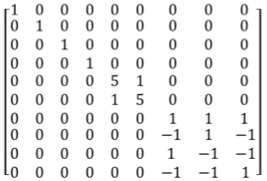 1 0 0 0 0 0 0 0 0
0 1 0 0 0 0 0 0 0
0 0 1 0 0 0 0 0 0
0 0 0 1 0 0 0 0 0
0 0 0 0 5 1 0 0 0
0 0 0 0 1 5 0 0 0
0 0 0 0 0 0 1 1 1
0 0 0 0 0 0 −1 1 −1
0 0 0 0 0 0 1 −1 −1
0 0 0 0 0 0 −1 −1 1